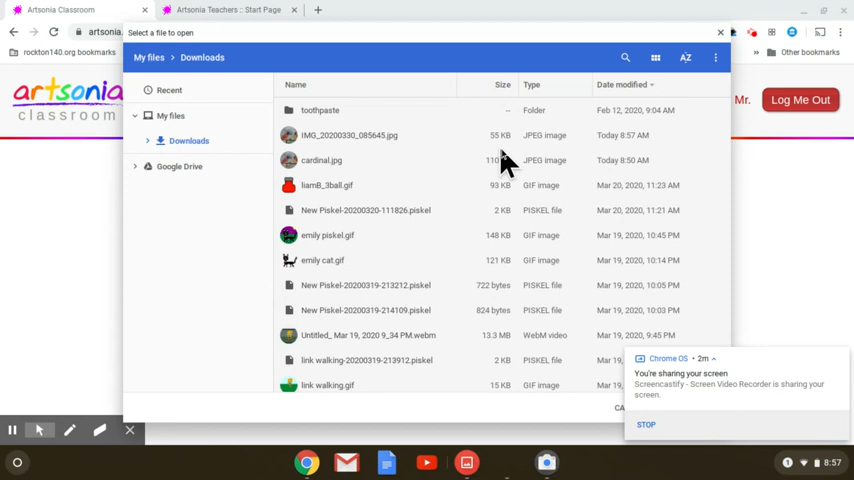 Artsonia Classroom
Artsonia Teachers :: Start Page
artsonia
rockton140.org bookmarks
Other bookmarks
artsonia
classroom
Mr.
Log Me Out
Select a file to open
My files
Downloads
AZ
Recent
My files
Downloads
Google Drive
Name Size Type Date modified
toothpaste -- Folder Feb 12, 2020, 9:04 AM
IMG_20200330_085645.jpg 55 KB JPEG image Today 8:57 AM
cardinal.jpg 110 JPEG image Today 8:50 AM
liamB_3ball.gif 93 KB GIF image Mar 20, 2020, 11:23 AM
New Piskel-20200320-111826.piskel 2 KB PISKEL file Mar 20, 2020, 11:21 AM
emily piskel.gif 148 KB GIF image Mar 19, 2020, 10:45 PM
emily cat.gif 121 KB GIF image Mar 19, 2020, 10:14 PM
New Piskel-20200319-213212.piskel 722 bytes PISKEL file Mar 19, 2020, 10:05 PM
New Piskel-20200319-214109.piskel 824 bytes PISKEL file Mar 19, 2020, 10:03 PM
Untitled_ Mar 19, 2020 9_34 PM.webm 13.3 MB WebM video Mar 19, 2020, 9:45 PM
link walking-20200319-213912.piskel 2 KB PISKEL file Mar 19,
link walking.gif 15 KB GIF image Mar 19,
CA
Chrome OS • 2m
You're sharing your screen
Screencastify - Screen Video Recorder is sharing your
screen.
STOP
1
8:57